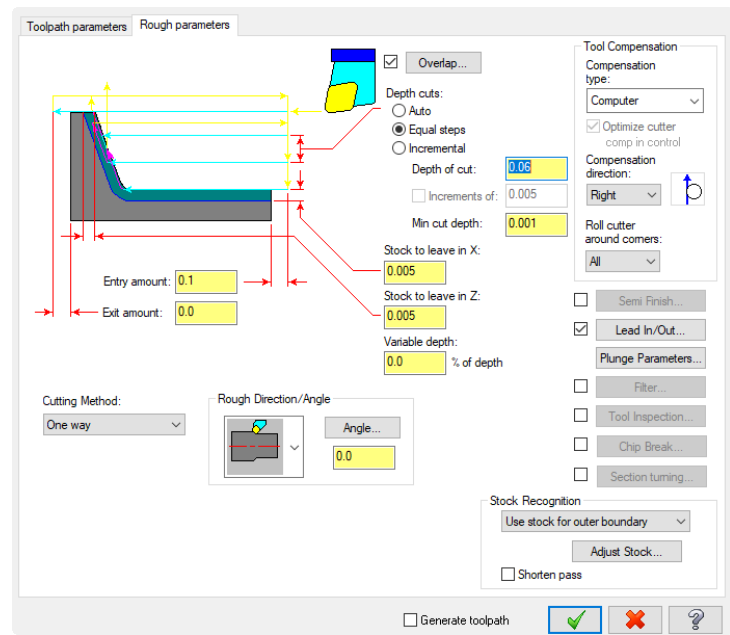 Toolpath parameters
Rough parameters
Overlap...
Depth cuts:
Auto
Equal steps
Incremental
Depth of cut:
0.06
Increments of:
0.005
Min cut depth:
0.001
Stock to leave in X:
0.005
Stock to leave in Z:
0.005
Variable depth:
0.0
% of depth
Entry amount:
0.1
Exit amount:
0.0
Tool Compensation
Compensation
type:
Computer
Optimize cutter
comp in control
Compensation
direction:
Right
Roll cutter
around corners:
All
Semi Finish...
Lead In/Out...
Plunge Parameters...
Filter...
Tool Inspection...
Chip Break...
Section turning...
Cutting Method:
One way
Rough Direction/Angle
Angle...
0.0
Stock Recognition
Use stock for outer boundary
Adjust Stock...
Shorten pass
Generate toolpath